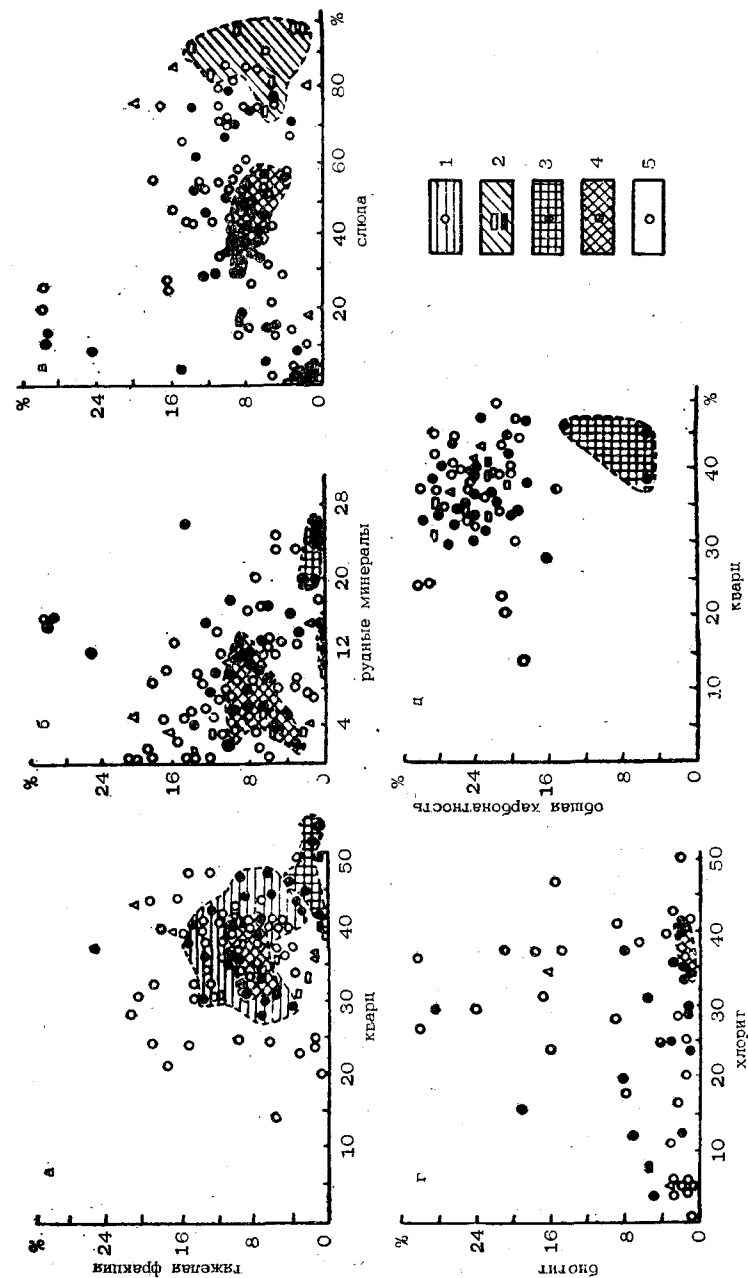 а
%
24
16
8
0
тяжелая фракция
10 20 30 40 50
кварц
б
%
24
16
8
0
4 12 20 28
рудные минералы
в
%
24
16
8
0
20 40 60 80 %
слюда
г
%
24
16
8
0
биотит
10 20 30 40 50
хлорит
д
%
24
16
8
0
общая карбонатность
10 20 30 40 %
кварц
1
2
3
4
5